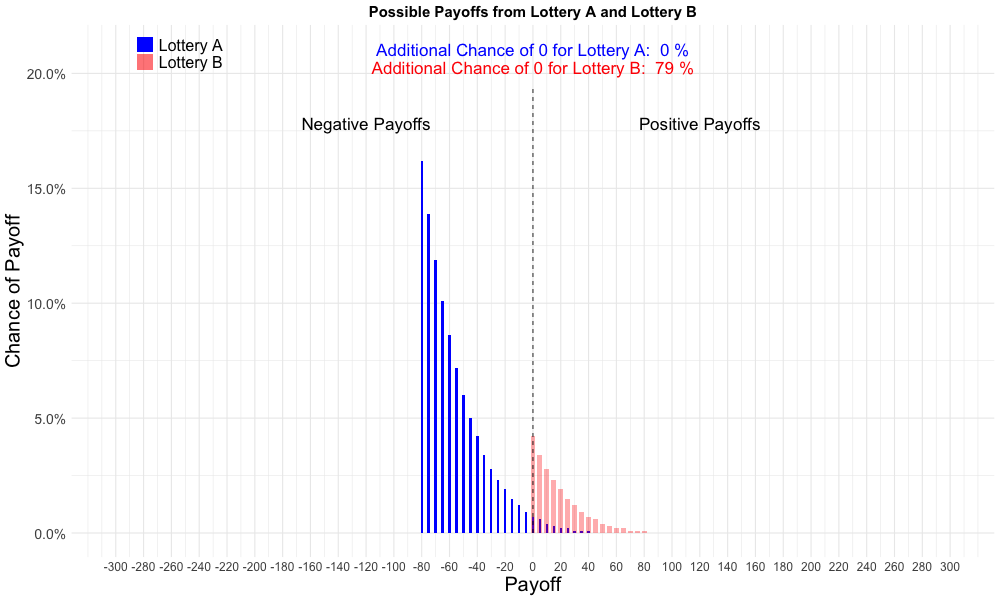 Possible Payoffs from Lottery A and Lottery B
Lottery A
Lottery B
Additional Chance of 0 for Lottery A:  0 %
Additional Chance of 0 for Lottery B:  79 %
Negative Payoffs
Positive Payoffs
Chance of Payoff
20.0%
15.0%
10.0%
5.0%
0.0%
-300 -280 -260 -240 -220 -200 -180 -160 -140 -120 -100 -80 -60 -40 -20 0 20 40 60 80 100 120 140 160 180 200 220 240 260 280 300
Payoff